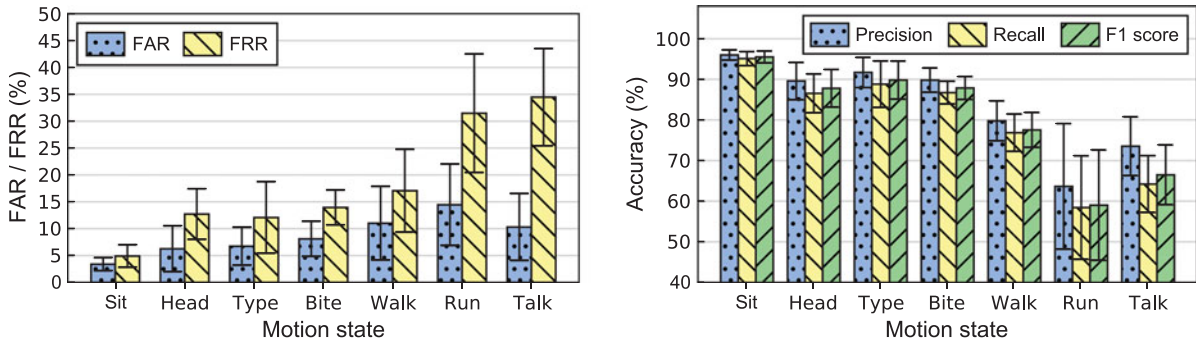 FAR / FRR (%)
50
45
40
35
30
25
20
15
10
5
0
FAR FRR
Sit Head Type Bite Walk Run Talk
Motion state
Accuracy (%)
100
90
80
70
60
50
40
Precision Recall F1 score
Sit Head Type Bite Walk Run Talk
Motion state